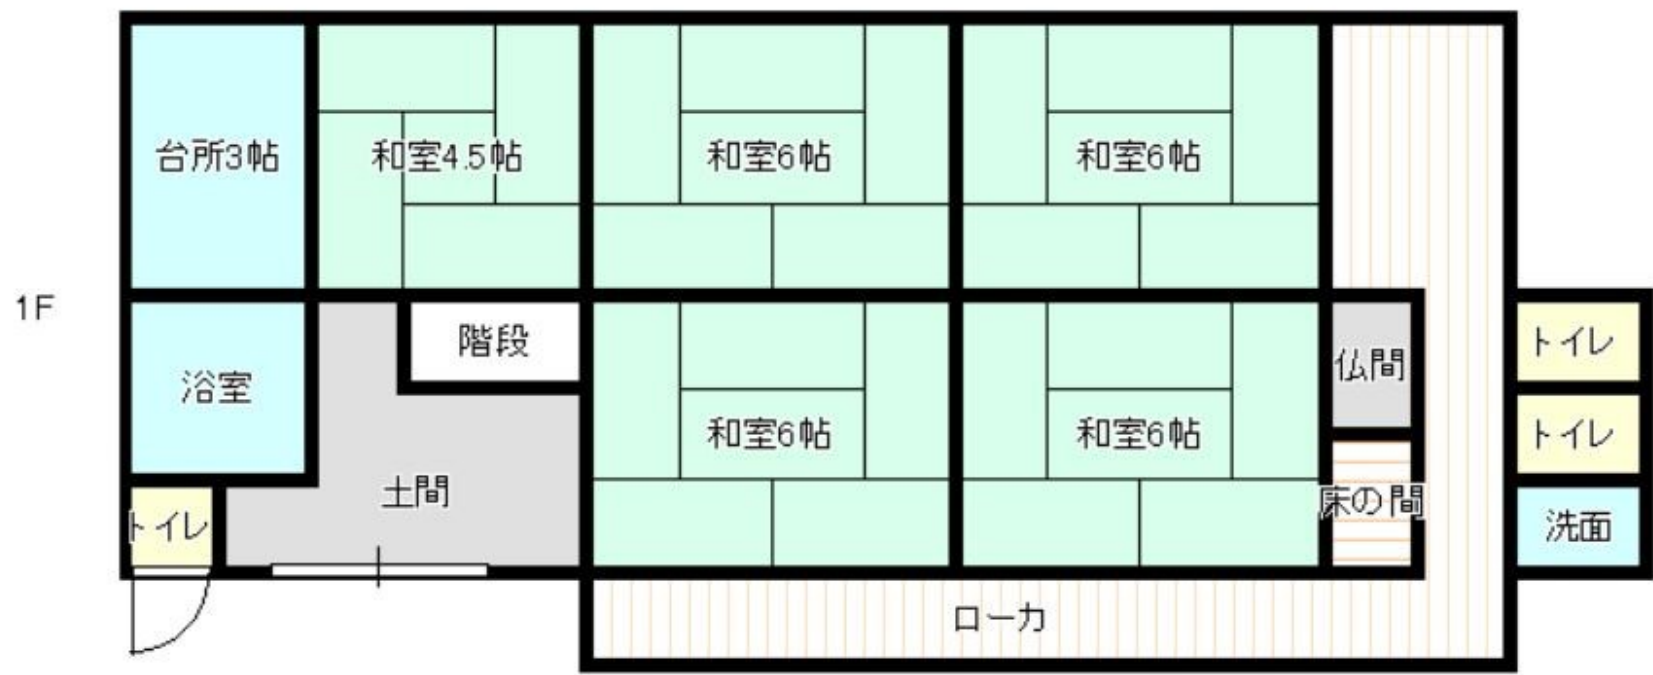 台所3帖
和室4.5帖
和室6帖
和室6帖
1F
浴室
階段
仏間
トイレ
トイレ
和室6帖
和室6帖
土間
床の間
トイレ
洗面
ローカ